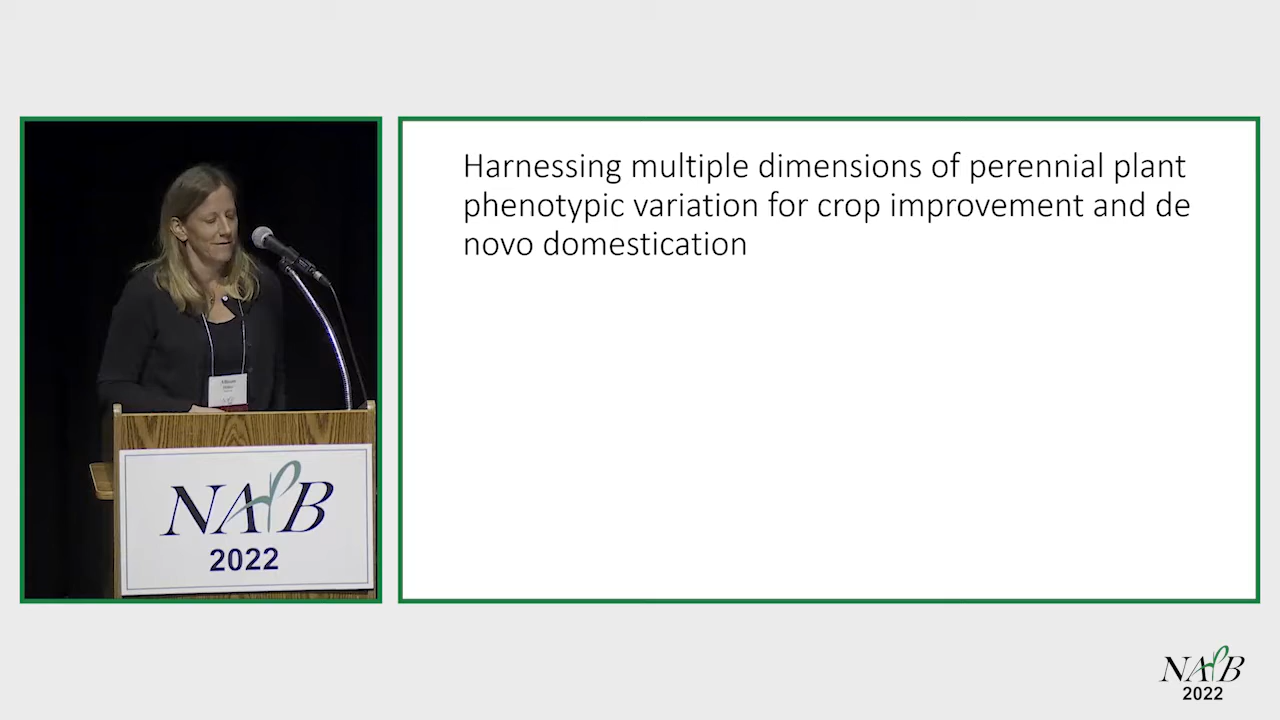 Harnessing multiple dimensions of perennial plant
phenotypic variation for crop improvement and de
novo domestication
NAPB
2022
NAPB
2022